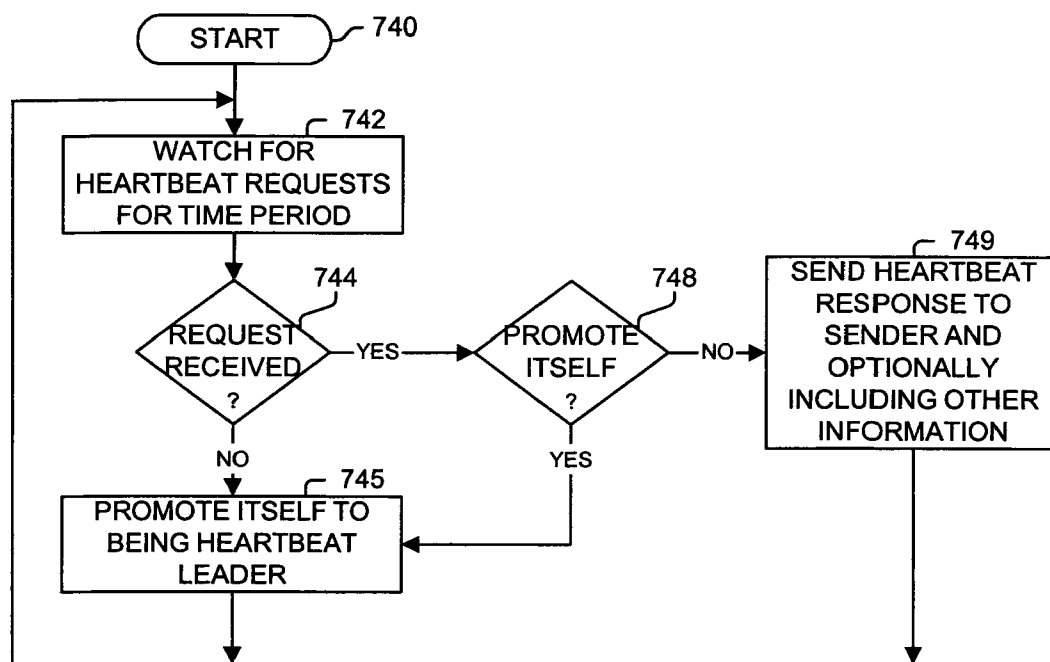 START
740
742
WATCH FOR
HEARTBEAT REQUESTS
FOR TIME PERIOD
744
REQUEST
RECEIVED
?
YES
748
PROMOTE
ITSELF
?
NO
749
SEND HEARTBEAT
RESPONSE TO
SENDER AND
OPTIONALLY
INCLUDING OTHER
INFORMATION
NO
YES
745
PROMOTE ITSELF TO
BEING HEARTBEAT
LEADER